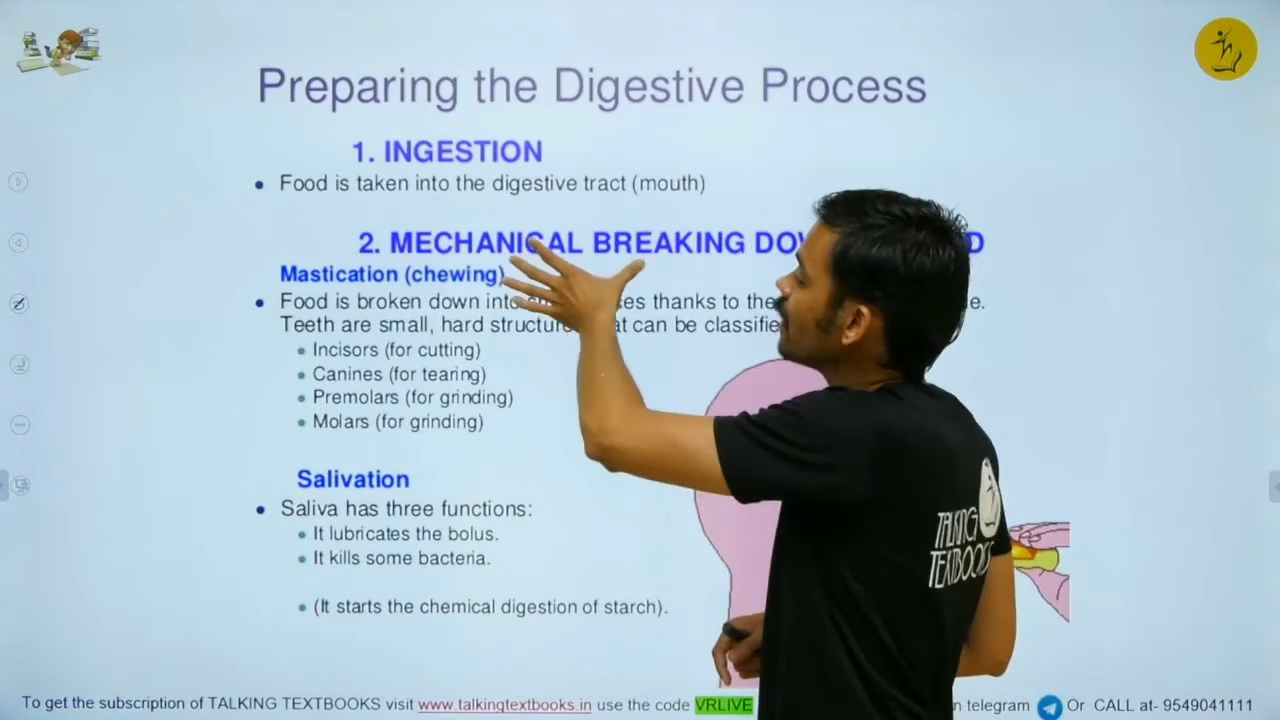 Preparing the Digestive Process
1. INGESTION
• Food is taken into the digestive tract (mouth)
2. MECHANICAL BREAKING DOW D
Mastication (chewing)
• Food is broken down into es thanks to the e.
Teeth are small, hard structure at can be classifie
• Incisors (for cutting)
• Canines (for tearing)
• Premolars (for grinding)
• Molars (for grinding)
Salivation
• Saliva has three functions:
• It lubricates the bolus.
• It kills some bacteria.
• (It starts the chemical digestion of starch).
TALKING
TEXTBOOKS
To get the subscription of TALKING TEXTBOOKS visit www.talkingtextbooks.in use the code VRLIVE n telegram Or CALL at- 9549041111